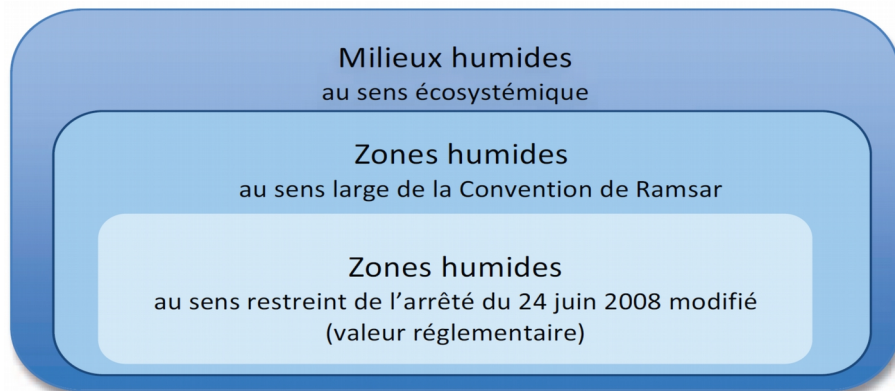 Milieux humides
au sens écosystémique
Zones humides
au sens large de la Convention de Ramsar
Zones humides
au sens restreint de l’arrêté du 24 juin 2008 modifié
(valeur réglementaire)